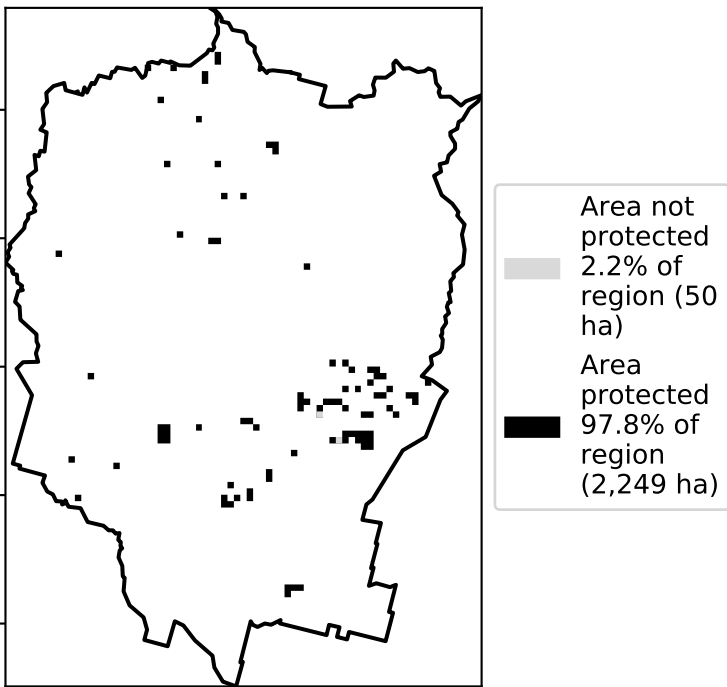 Area not
protected
2.2% of
region (50
ha)
Area
protected
97.8% of
region
(2,249 ha)